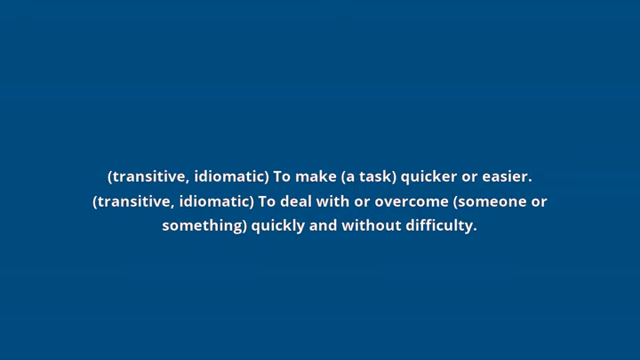 (transitive, idiomatic) To make (a task) quicker or easier.
(transitive, idiomatic) To deal with or overcome (someone or
something) quickly and without difficulty.